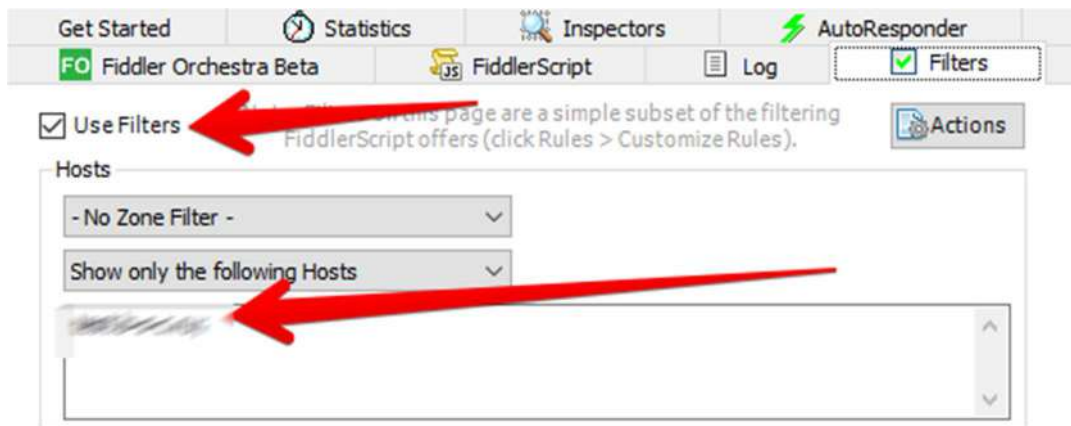 Get Started Statistics Inspectors AutoResponder
FO Fiddler Orchestra Beta JS FiddlerScript Log Filters
Use Filters this page are a simple subset of the filtering
FiddlerScript offers (click Rules > Customize Rules).
Actions
Hosts
- No Zone Filter -
Show only the following Hosts